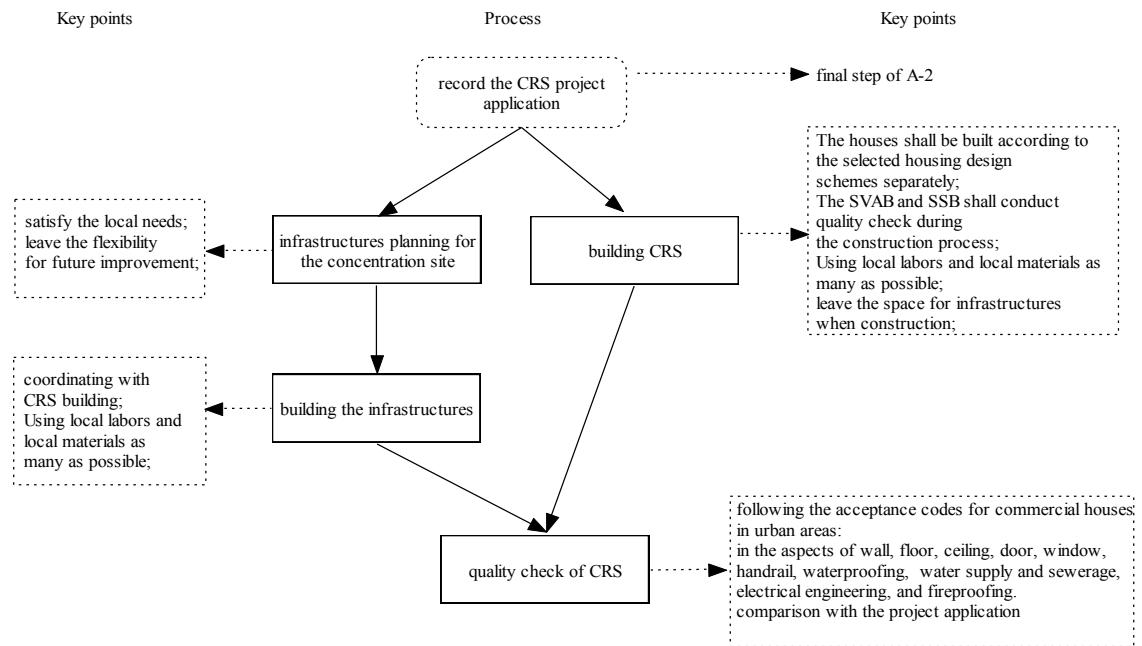 Key points
Process
Key points
record the CRS project
application
final step of A-2
The houses shall be built according to
the selected housing design
schemes separately;
The SVAB and SSB shall conduct
quality check during
the construction process;
Using local labors and local materials as
many as possible;
leave the space for infrastructures
when construction;
satisfy the local needs;
leave the flexibility
for future improvement;
infrastructures planning for
the concentration site
building CRS
coordinating with
CRS building;
Using local labors and
local materials as
many as possible;
building the infrastructures
quality check of CRS
following the acceptance codes for commercial houses
in urban areas:
in the aspects of wall, floor, ceiling, door, window,
handrail, waterproofing, water supply and sewerage,
electrical engineering, and fireproofing.
comparison with the project application